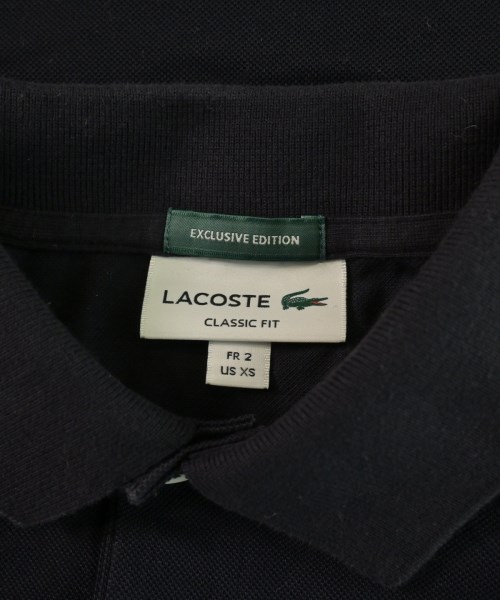 EXCLUSIVE EDITION
LACOSTE
CLASSIC FIT
FR 2
US XS